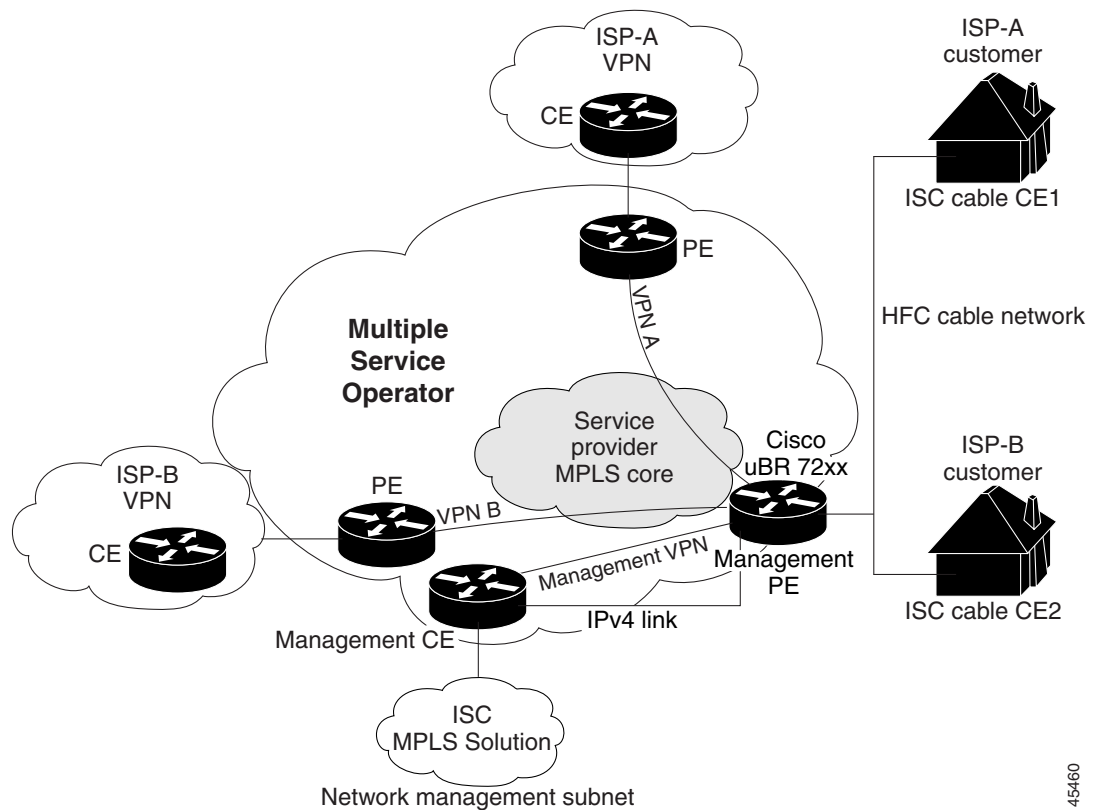 ISP-A
VPN
CE
ISP-A
customer
ISC cable CE1
PE
VPN A
HFC cable network
Multiple
Service
Operator
Service
provider
MPLS core
Cisco
uBR 72xx
ISP-B
customer
ISP-B
VPN
PE
VPN B
CE
Management VPN
Management
PE
ISC cable CE2
IPv4 link
Management CE
ISC
MPLS Solution
Network management subnet
45460